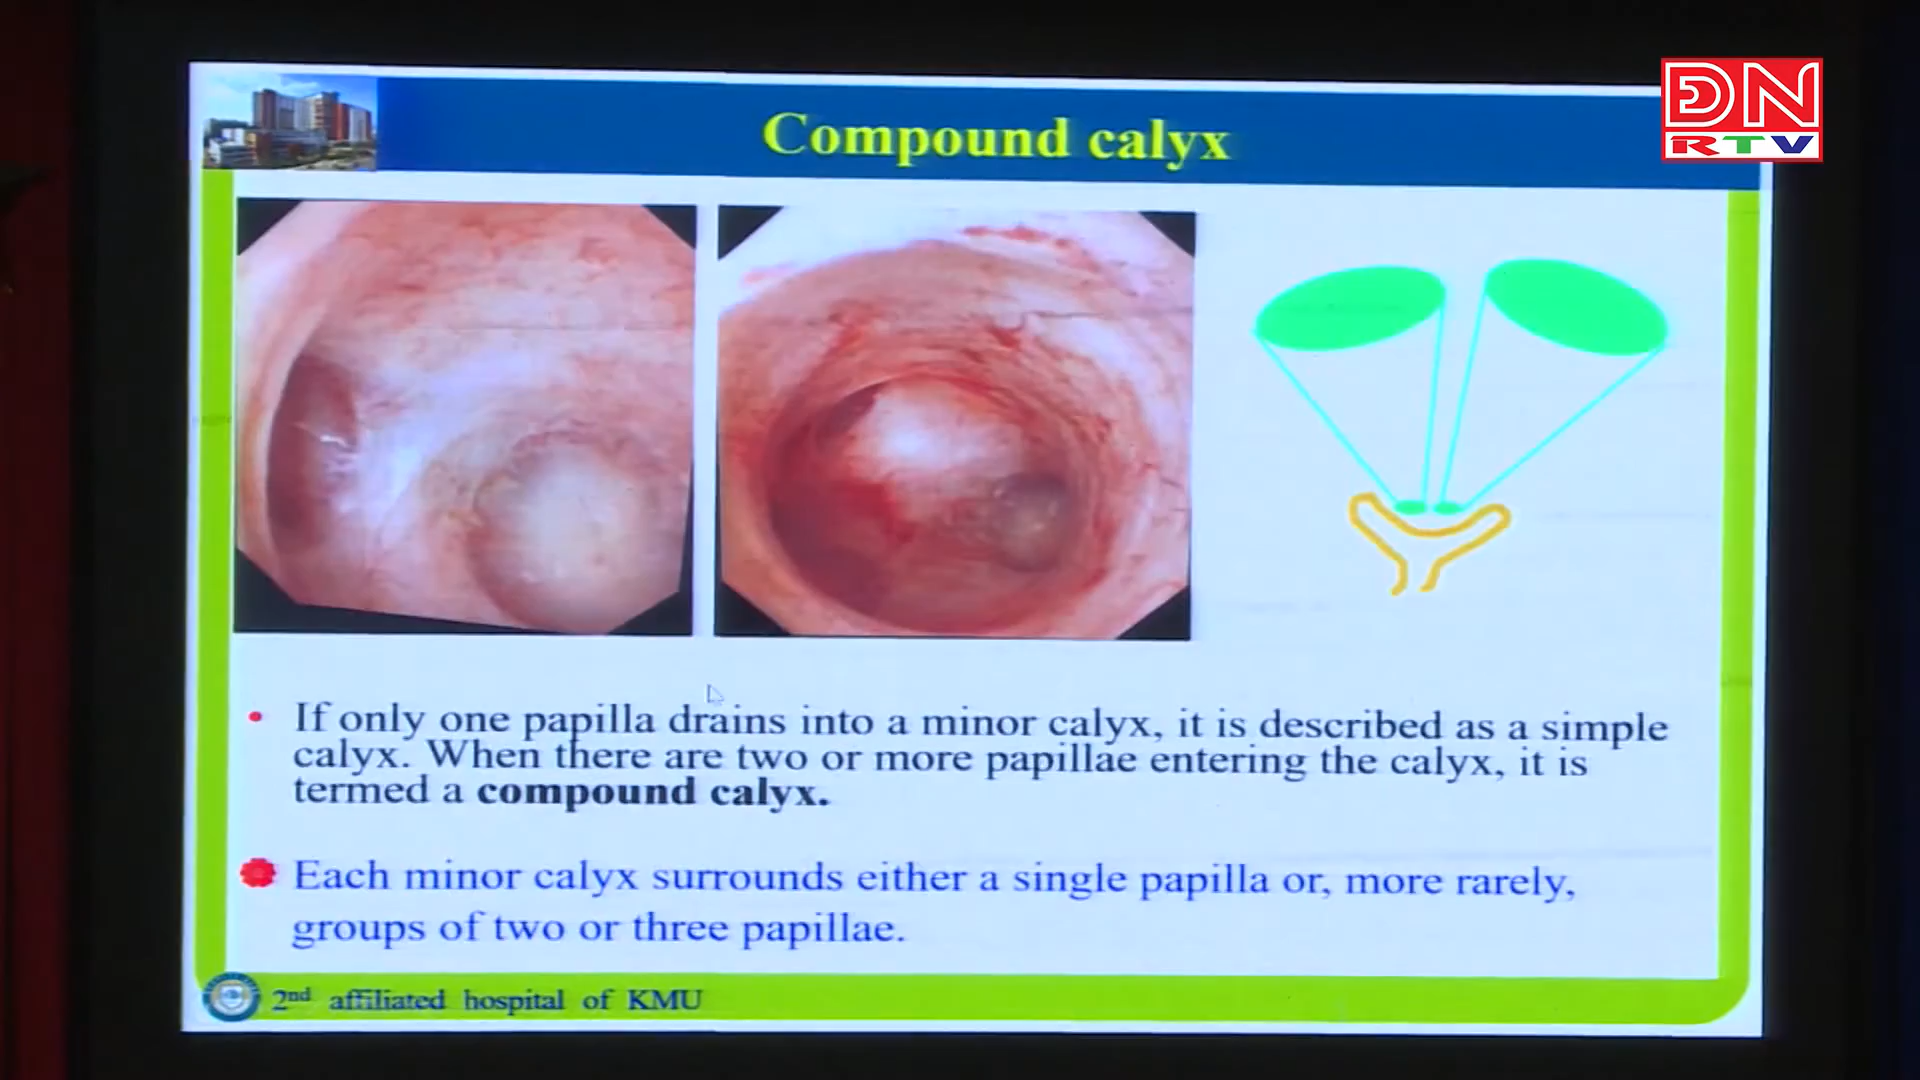 DN
RTV
Compound calyx
• If only one papilla drains into a minor calyx, it is described as a simple
calyx. When there are two or more papillae entering the calyx, it is
termed a compound calyx.
Each minor calyx surrounds either a single papilla or, more rarely,
groups of two or three papillae.
2nd affiliated hospital of KMU